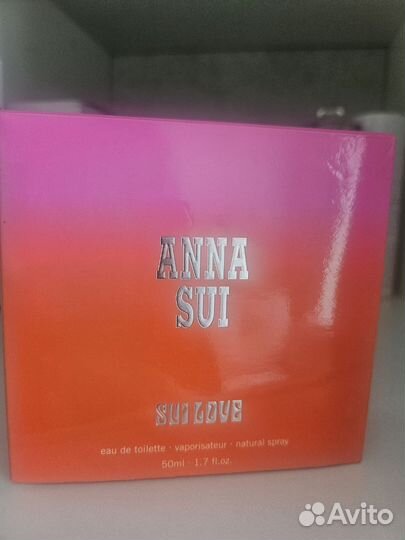 ANNA
SUI
SUI LOVE
eau de toilette · vaporisateur · natural spray
50ml · 1.7 fl.oz.
Avito